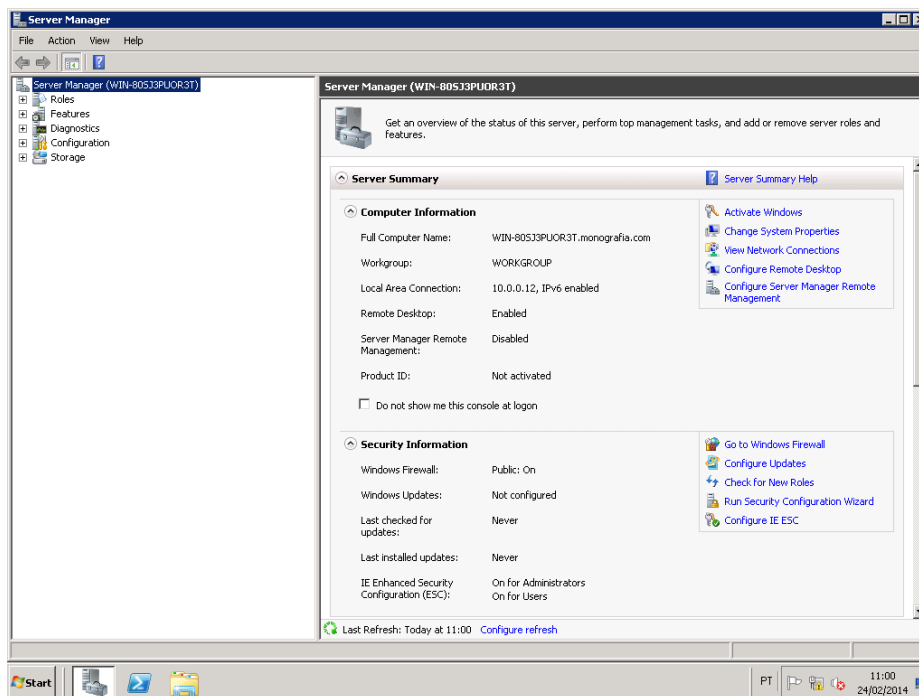 Server Manager
File Action View Help
Server Manager (WIN-80SJ3PUOR3T)
Roles
Features
Diagnostics
Configuration
Storage
Server Manager (WIN-80SJ3PUOR3T)
Get an overview of the status of this server, perform top management tasks, and add or remove server roles and
features.
Server Summary
Server Summary Help
Computer Information
Full Computer Name: WIN-80SJ3PUOR3T.monografia.com
Workgroup: WORKGROUP
Local Area Connection: 10.0.0.12, IPv6 enabled
Remote Desktop: Enabled
Server Manager Remote
Management: Disabled
Product ID: Not activated
Do not show me this console at logon
Activate Windows
Change System Properties
View Network Connections
Configure Remote Desktop
Configure Server Manager Remote
Management
Security Information
Windows Firewall: Public: On
Windows Updates: Not configured
Last checked for
updates: Never
Last installed updates: Never
IE Enhanced Security
Configuration (ESC):
On for Administrators
On for Users
Go to Windows Firewall
Configure Updates
Check for New Roles
Run Security Configuration Wizard
Configure IE ESC
Last Refresh: Today at 11:00 Configure refresh
Start
PT
11:00
24/02/2014